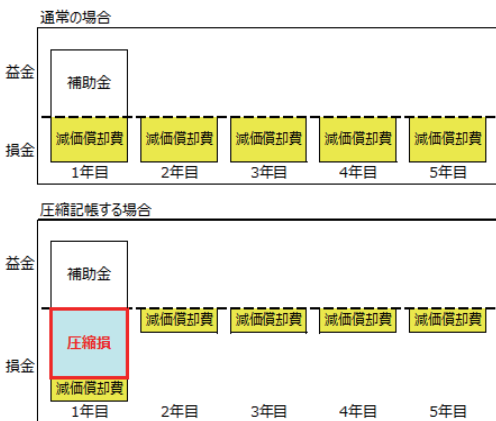 通常の場合
益金
補助金
減価償却費 減価償却費 減価償却費 減価償却費 減価償却費
損金
1年目 2年目 3年目 4年目 5年目
圧縮記帳する場合
益金
補助金
減価償却費 減価償却費 減価償却費 減価償却費
圧縮損
損金
減価償却費
1年目 2年目 3年目 4年目 5年目